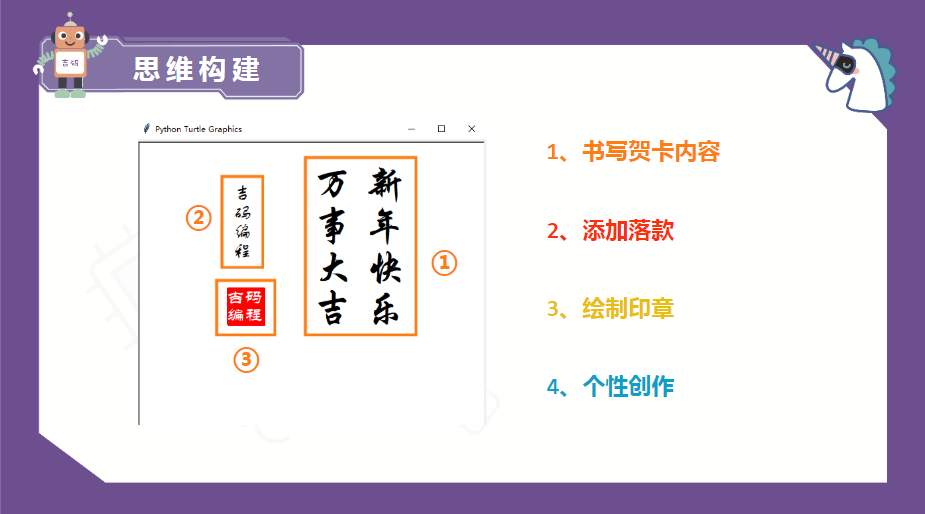 吉码
思维构建
Python Turtle Graphics
新年快乐
万事大吉
①
吉码编程
②
吉码
编程
③
1、书写贺卡内容
2、添加落款
3、绘制印章
4、个性创作